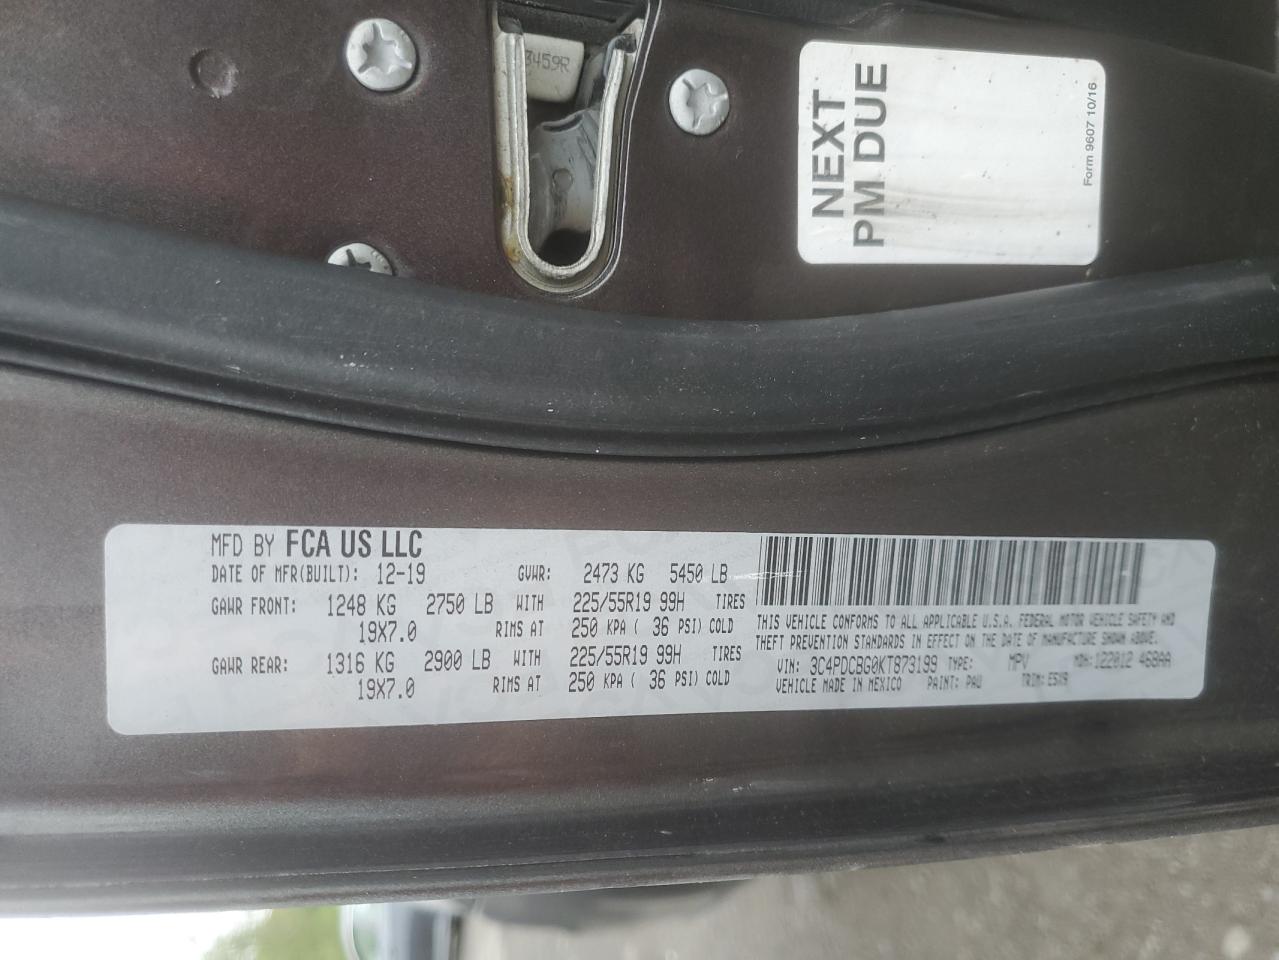 3459R
NEXT
PM DUE
Form 9607 10/16
MFD BY FCA US LLC
DATE OF MFR(BUILT): 12-19 GVWR: 2473 KG 5450 LB
GAWR FRONT: 1248 KG 2750 LB WITH 225/55R19 99H TIRES
19X7.0 RIMS AT 250 KPA ( 36 PSI) COLD
GAWR REAR: 1316 KG 2900 LB WITH 225/55R19 99H TIRES
19X7.0 RIMS AT 250 KPA ( 36 PSI) COLD
THIS VEHICLE CONFORMS TO ALL APPLICABLE U.S.A. FEDERAL MOTOR VEHICLE SAFETY AND
THEFT PREVENTION STANDARDS IN EFFECT ON THE DATE OF MANUFACTURE SHOWN ABOVE.
VIN: 3C4PDCBG0KT873199 TYPE: MPV MDH: 122012 468AA
VEHICLE MADE IN MEXICO PAINT: PAU TRIM: E5X9